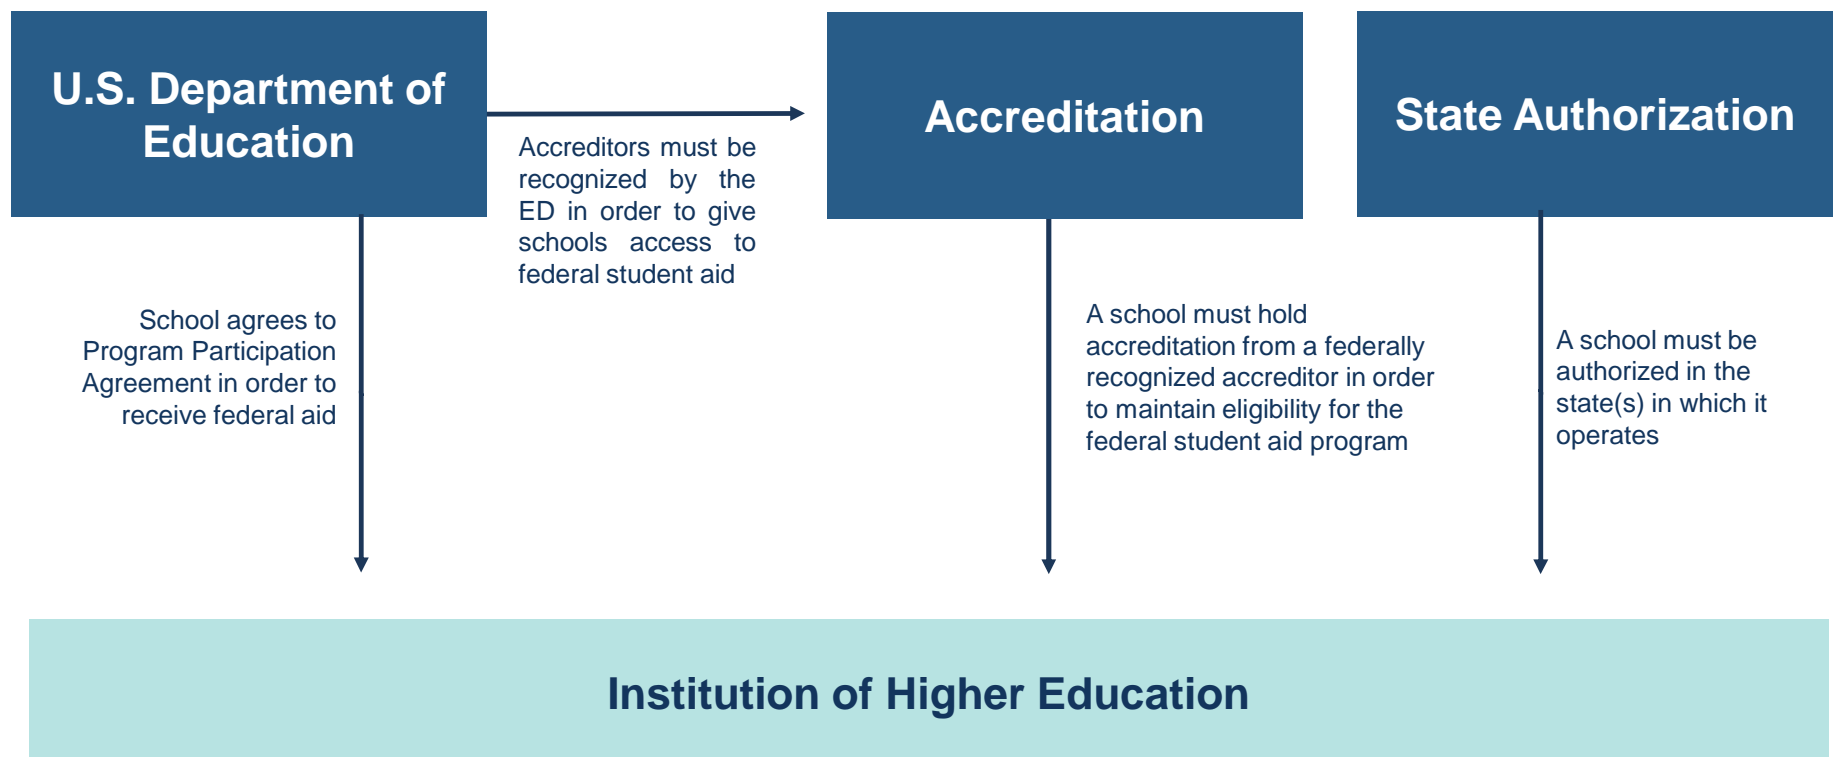 U.S. Department of
Education
Accreditation
State Authorization
Accreditors must be
recognized by the
ED in order to give
schools access to
federal student aid
School agrees to
Program Participation
Agreement in order to
receive federal aid
A school must hold
accreditation from a federally
recognized accreditor in order
to maintain eligibility for the
federal student aid program
A school must be
authorized in the
state(s) in which it
operates
Institution of Higher Education